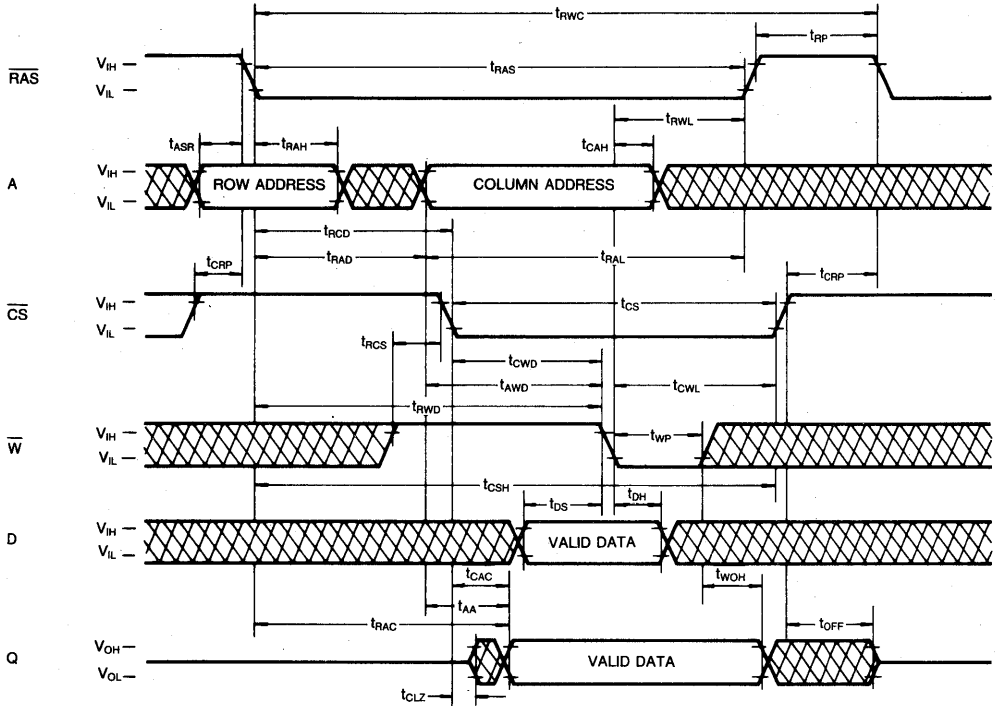 tRWC
tRP
RAS
VIH
VIL
tRAS
tRWL
tASR
tRAH
tCAH
A
VIH
VIL
ROW ADDRESS
COLUMN ADDRESS
tRCD
tRAD
tRAL
tCRP
tCRP
CS
VIH
VIL
tCS
tRCS
tCWD
tAWD
tCWL
tRWD
W
VIH
VIL
tWP
tCSH
tDS
tDH
D
VIH
VIL
VALID DATA
tCAC
tWOH
tAA
tRAC
tOFF
Q
VOH
VOL
VALID DATA
tCLZ